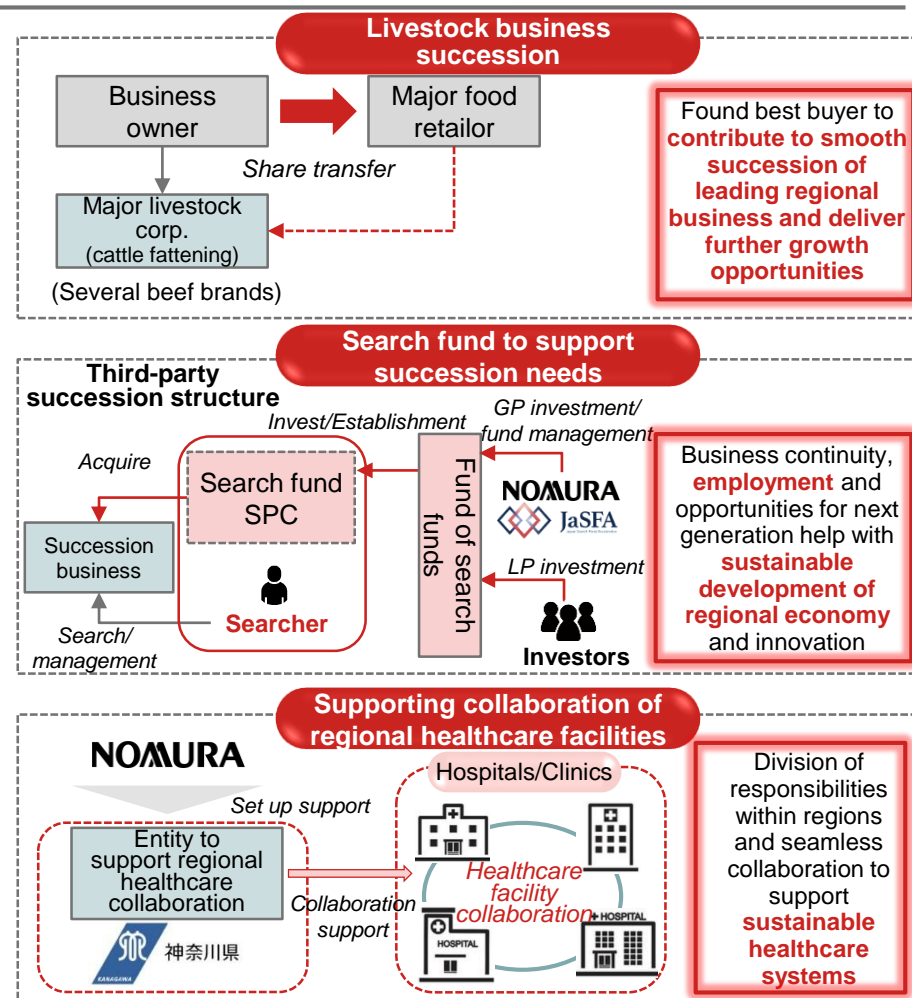 Livestock business
succession
Business
owner
Major food
retailor
Share transfer
Major livestock
corp.
(cattle fattening)
(Several beef brands)
Found best buyer to
contribute to smooth
succession of
leading regional
business and deliver
further growth
opportunities
Search fund to support
succession needs
Third-party
succession structure
Invest/Establishment
GP investment/
fund management
Acquire
Search fund
SPC
Fund of search
funds
NOMURA
JaSFA
Succession
business
LP investment
Searcher
Search/
management
Investors
Business continuity,
employment and
opportunities for next
generation help with
sustainable
development of
regional economy
and innovation
Supporting collaboration of
regional healthcare facilities
NOMURA
Hospitals/Clinics
Set up support
Entity to
support regional
healthcare
collaboration
Healthcare
facility
collaboration
Collaboration
support
HOSPITAL
HOSPITAL
KANAGAWA
神奈川県
Division of
responsibilities
within regions
and seamless
collaboration to
support
sustainable
healthcare
systems